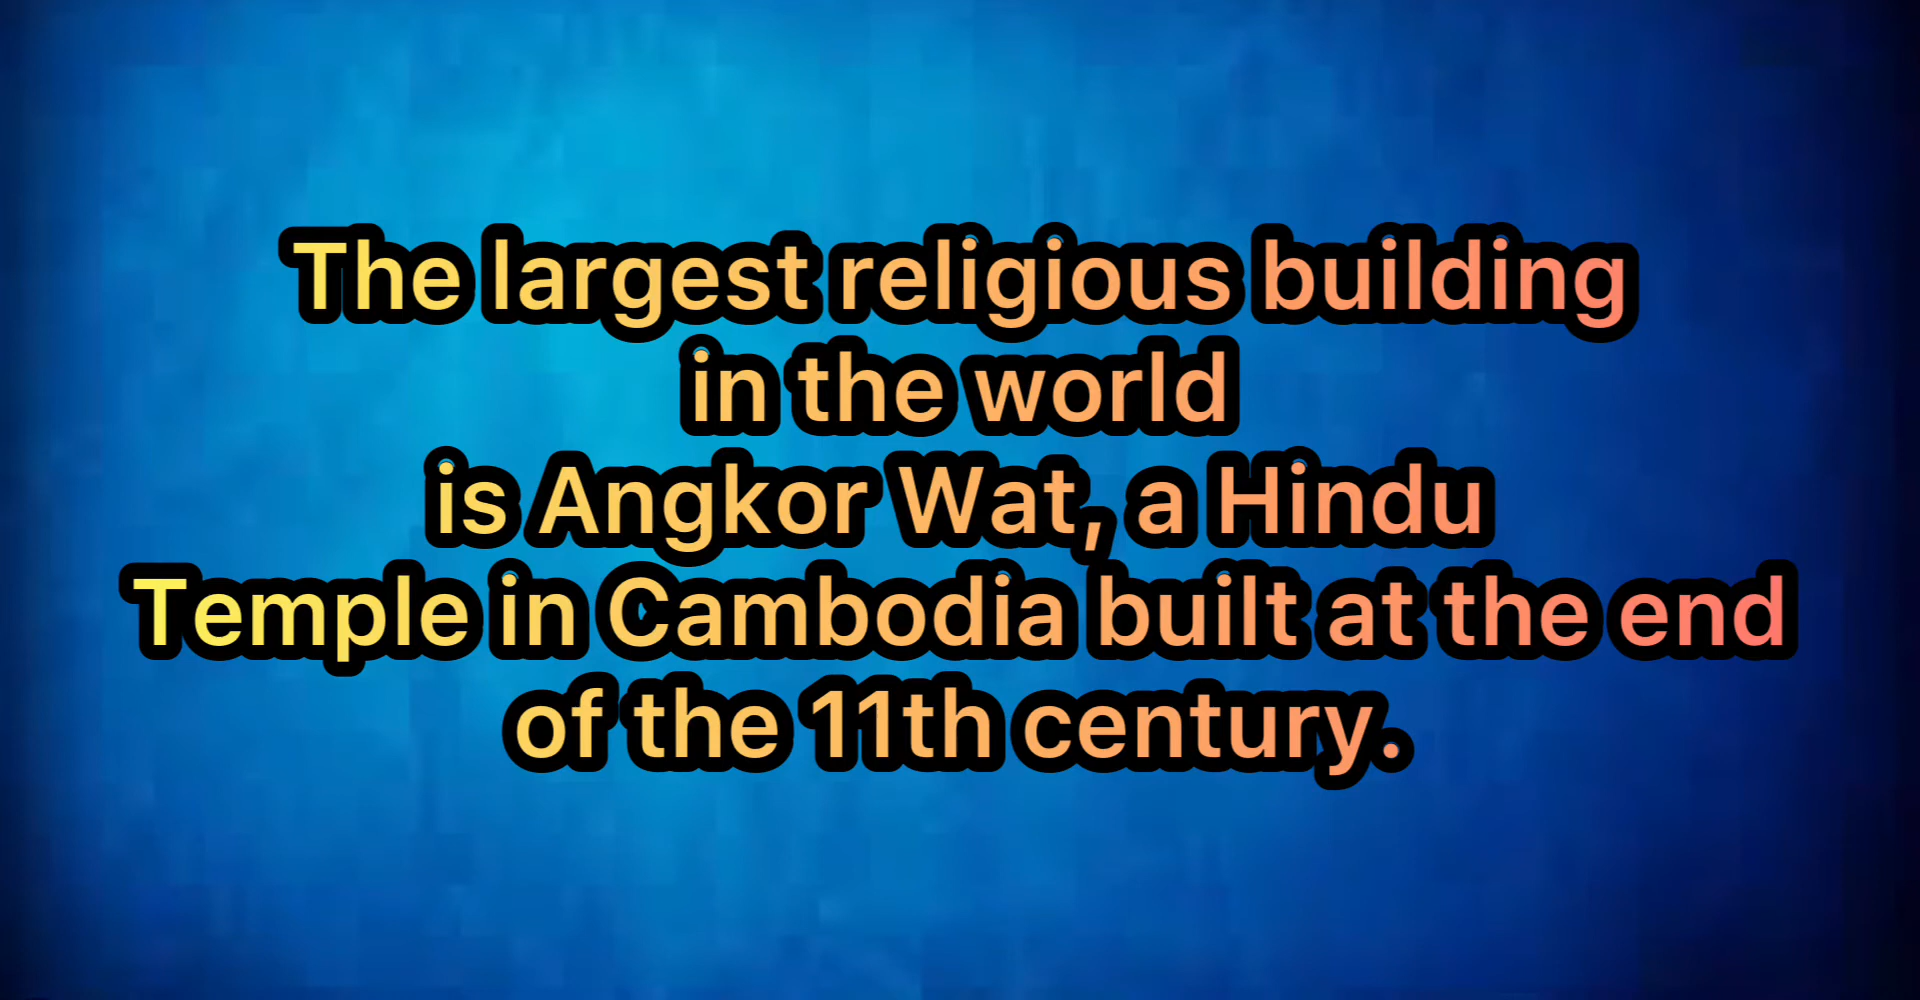 The largest religious building
in the world
is Angkor Wat, a Hindu
Temple in Cambodia built at the end
of the 11th century.